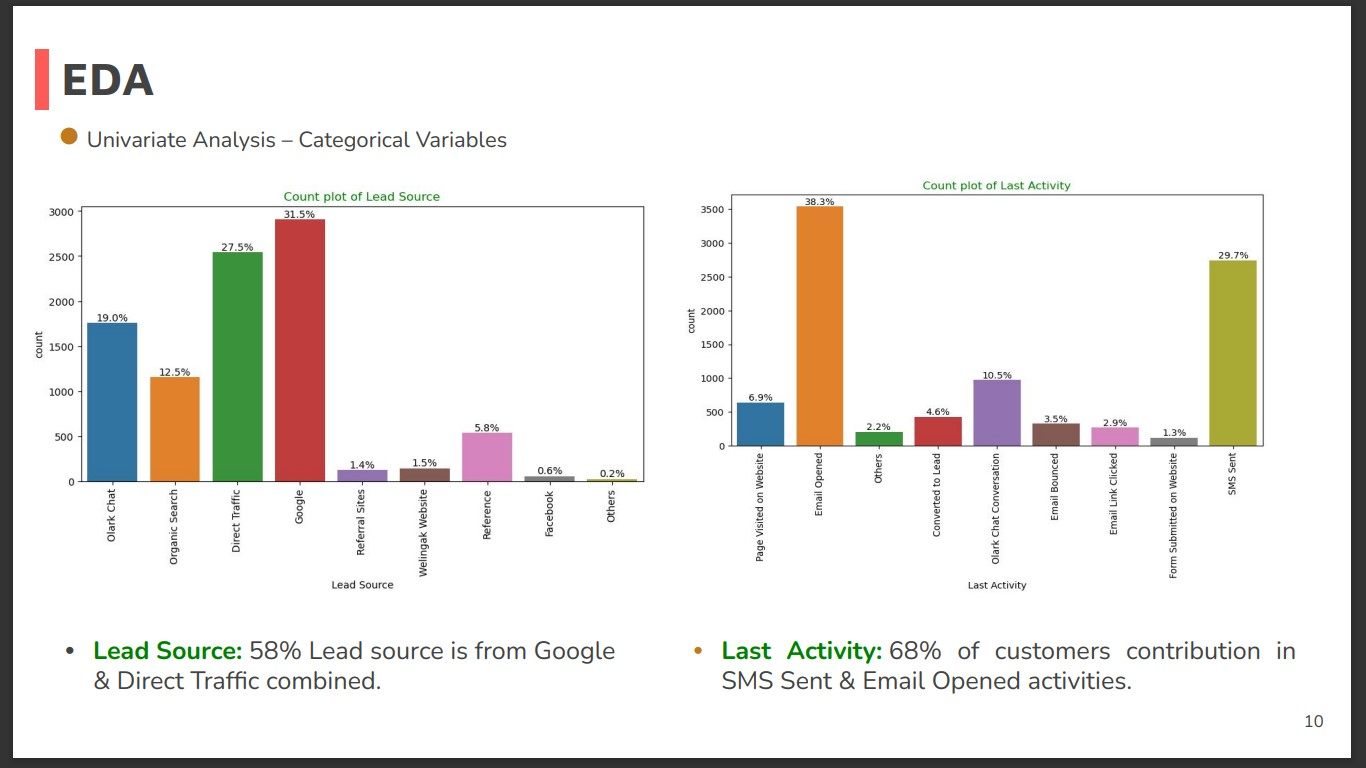 EDA
Univariate Analysis – Categorical Variables
Count plot of Lead Source
3000
2500
2000
1500
1000
500
0
count
19.0%
12.5%
27.5%
31.5%
1.4%
1.5%
5.8%
0.6%
0.2%
Olark Chat
Organic Search
Direct Traffic
Google
Referral Sites
Welingak Website
Reference
Facebook
Others
Lead Source
Count plot of Last Activity
3500
3000
2500
2000
1500
1000
500
0
count
6.9%
38.3%
2.2%
4.6%
10.5%
3.5%
2.9%
1.3%
29.7%
Page Visited on Website
Email Opened
Others
Converted to Lead
Olark Chat Conversation
Email Bounced
Email Link Clicked
Form Submitted on Website
SMS Sent
Last Activity
• Lead Source: 58% Lead source is from Google
& Direct Traffic combined.
• Last Activity: 68% of customers contribution in
SMS Sent & Email Opened activities.
10